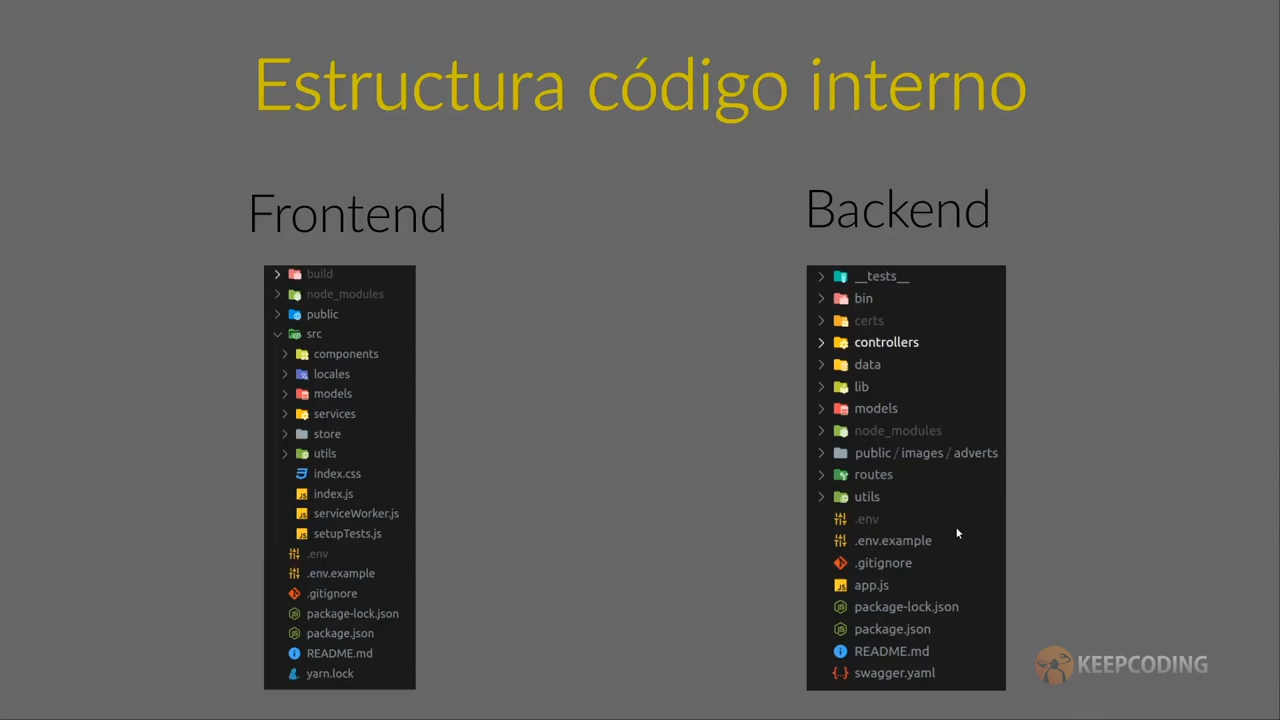 Estructura código interno
Frontend
build
node_modules
public
src
components
locales
models
services
store
utils
index.css
index.js
serviceWorker.js
setupTests.js
.env
.env.example
.gitignore
package-lock.json
package.json
README.md
yarn.lock
Backend
__tests__
bin
certs
controllers
data
lib
models
node_modules
public / images / adverts
routes
utils
.env
.env.example
.gitignore
app.js
package-lock.json
package.json
README.md
swagger.yaml
KEEPCODING